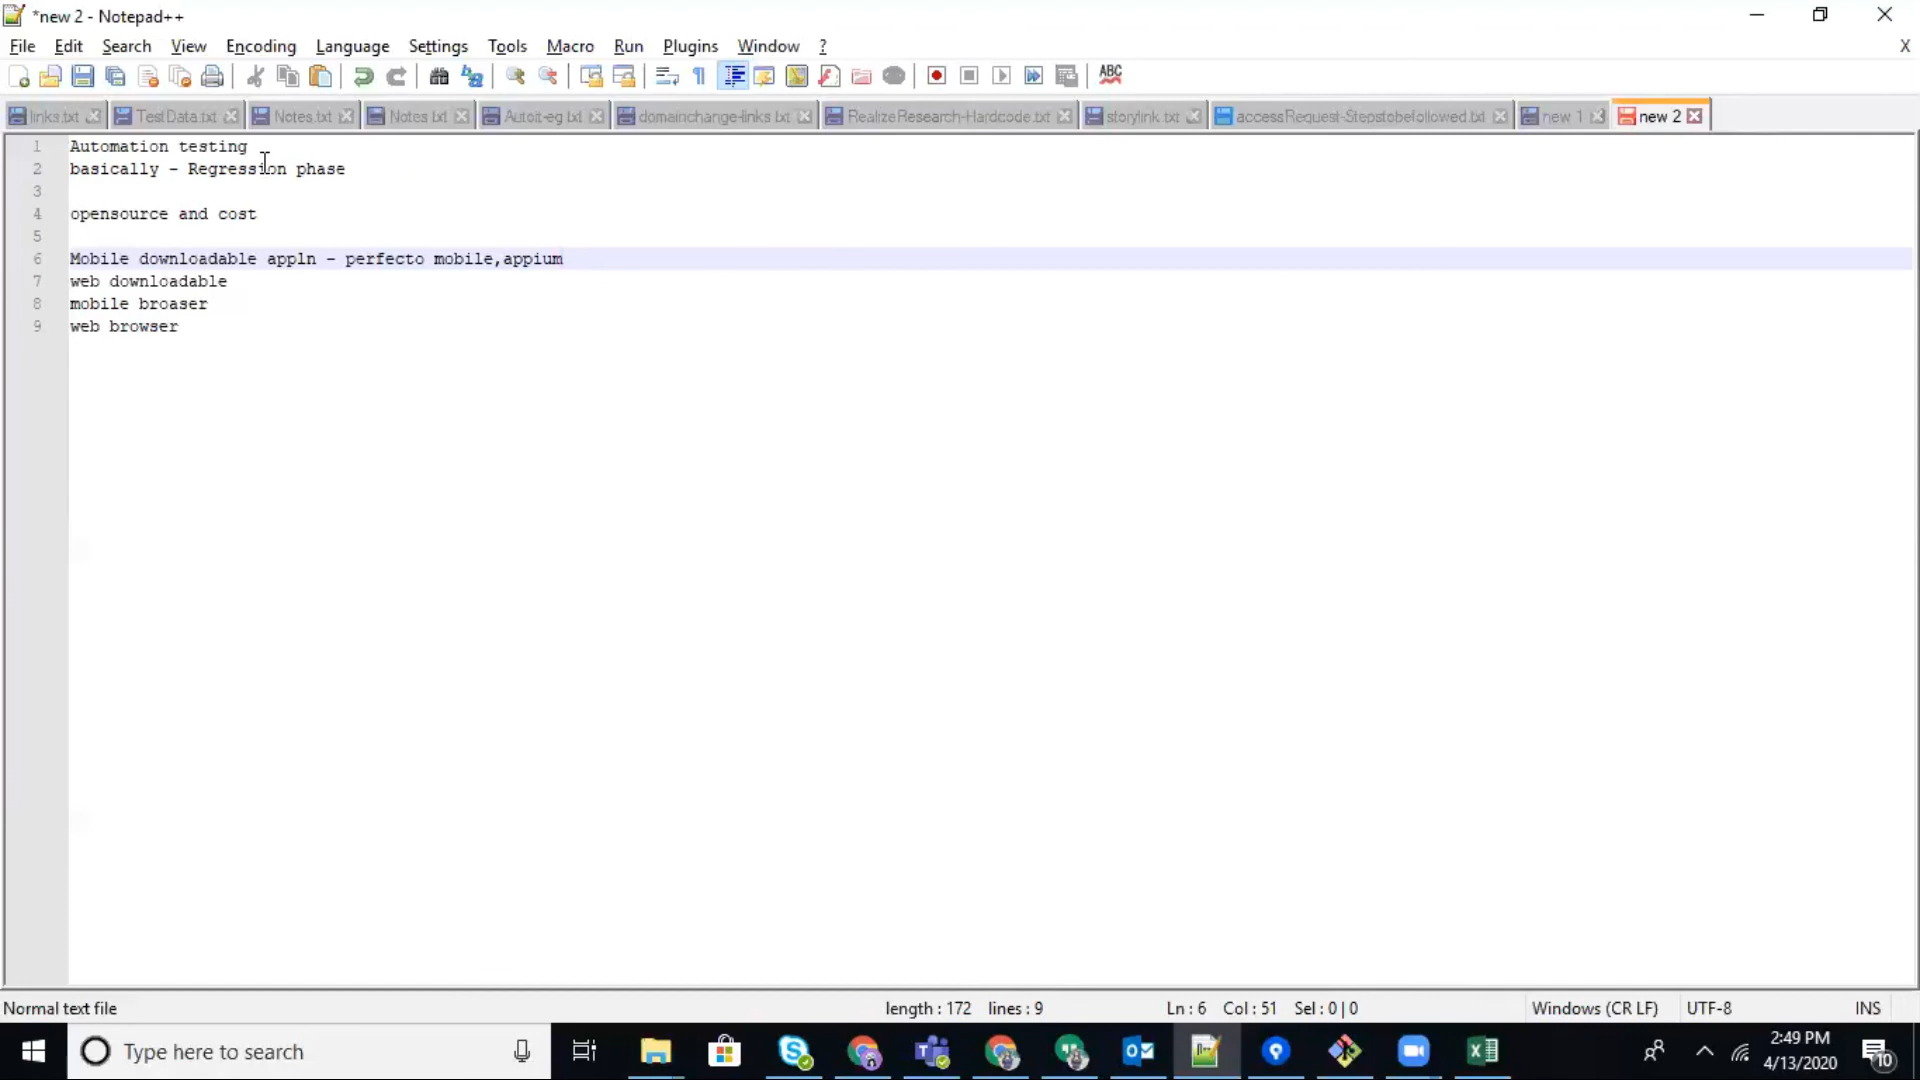 *new 2 - Notepad++
File Edit Search View Encoding Language Settings Tools Macro Run Plugins Window ? X
ABC
links.txt TestData.txt Notes.txt Notes.txt Autoit-eg.txt domainchange-links.txt RealizeResearch-Hardcode.txt storylink.txt accessRequest-Stepstobefollowed.txt new 1 new 2
1 Automation testing
2 basically - Regression phase
3
4 opensource and cost
5
6 Mobile downloadable appln - perfecto mobile,appium
7 web downloadable
8 mobile broaser
9 web browser
Normal text file length : 172 lines : 9 Ln : 6 Col : 51 Sel : 0 | 0 Windows (CR LF) UTF-8 INS
Type here to search
2:49 PM
4/13/2020
10